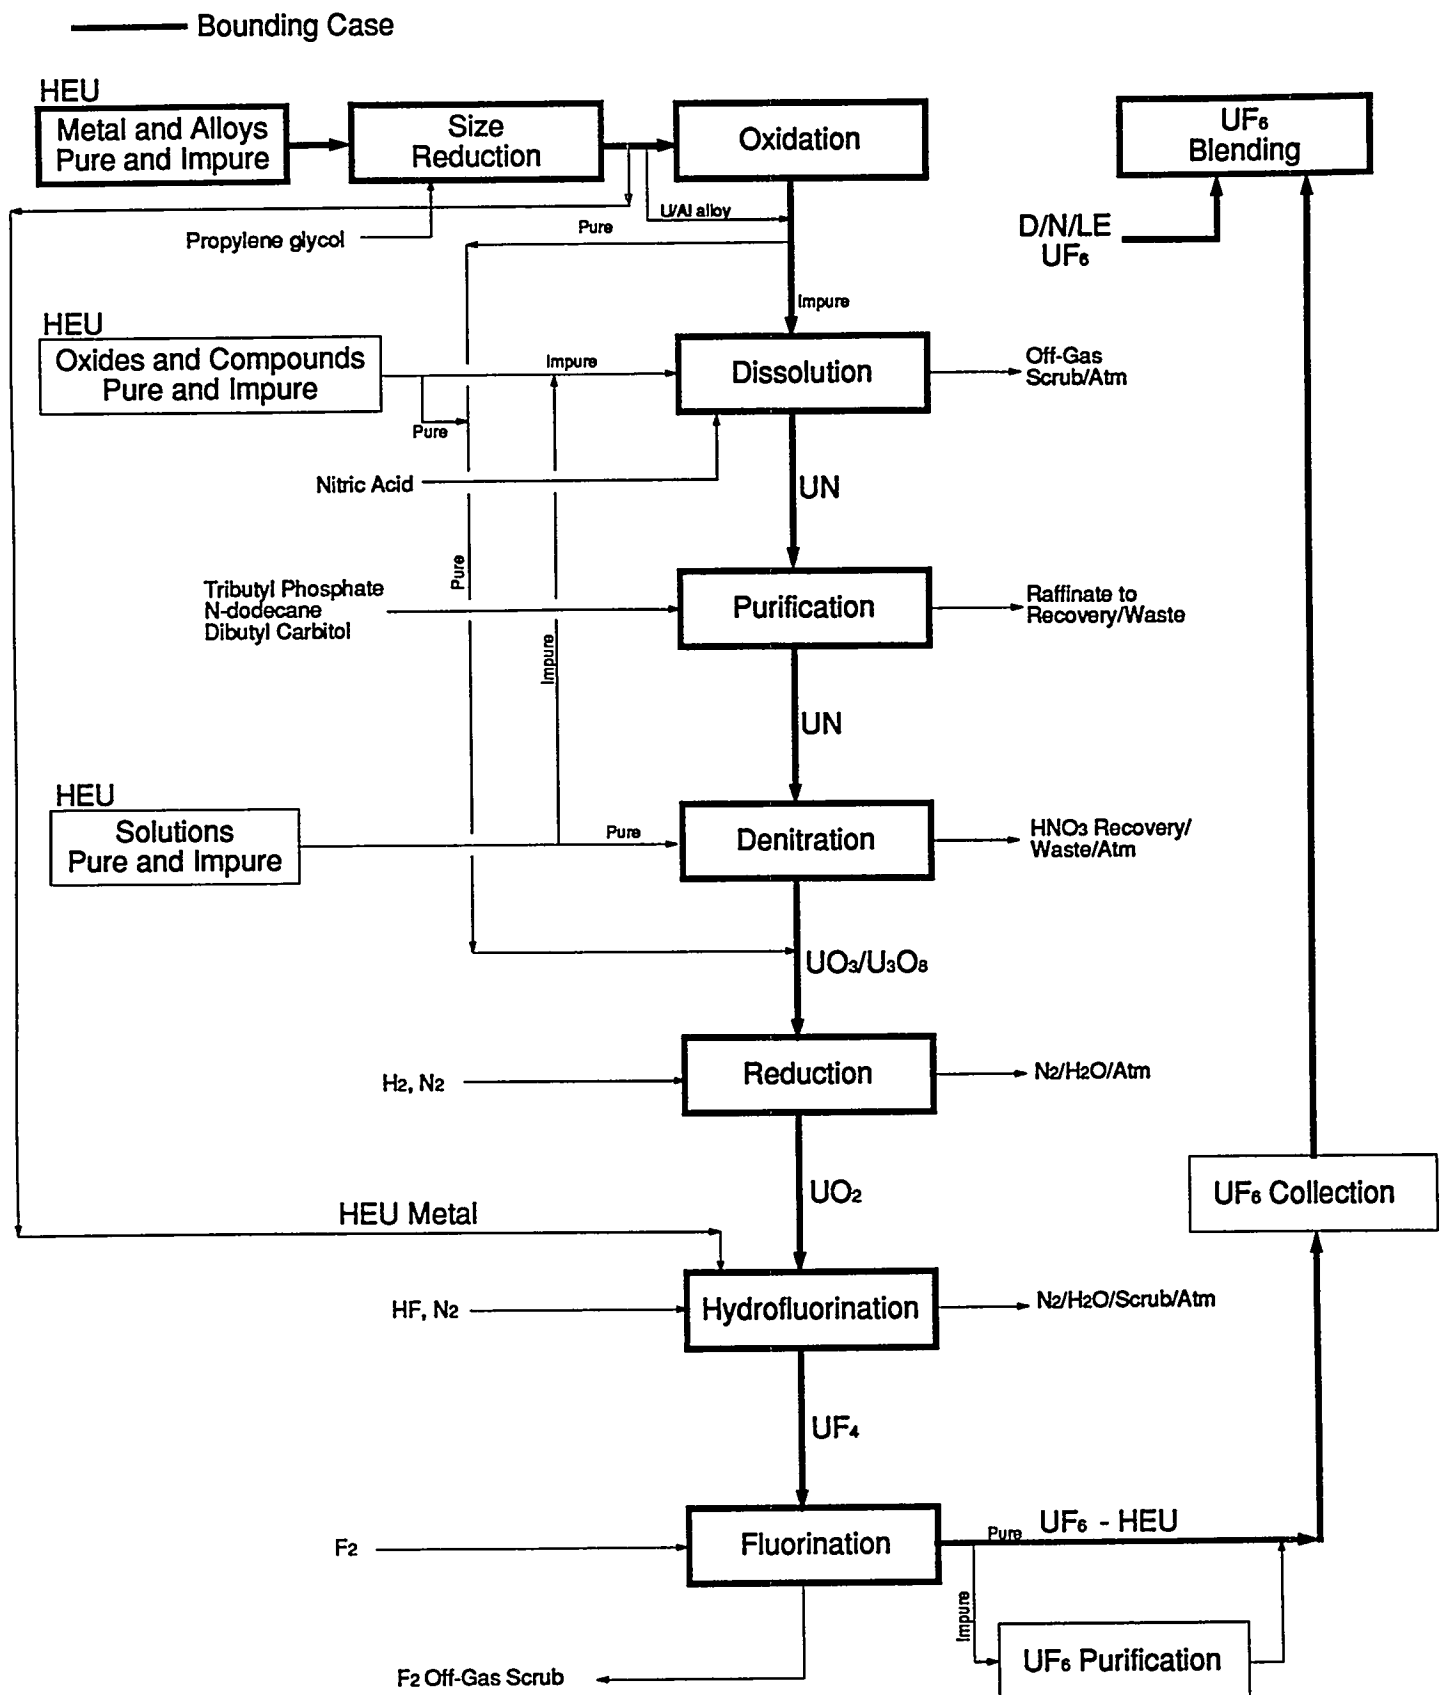 Bounding Case
HEU
Metal and Alloys
Pure and Impure
Size
Reduction
Oxidation
UF6
Blending
U/Al alloy
Propylene glycol
Pure
D/N/LE
UF6
Impure
HEU
Oxides and Compounds
Pure and Impure
Impure
Pure
Dissolution
Off-Gas
Scrub/Atm
Nitric Acid
UN
Pure
Tributyl Phosphate
N-dodecane
Dibutyl Carbitol
Purification
Raffinate to
Recovery/Waste
Impure
UN
HEU
Solutions
Pure and Impure
Pure
Denitration
HNO3 Recovery/
Waste/Atm
UO3/U3O8
H2, N2
Reduction
N2/H2O/Atm
UO2
UF6 Collection
HEU Metal
HF, N2
Hydrofluorination
N2/H2O/Scrub/Atm
UF4
F2
Fluorination
Pure
UF6 - HEU
Impure
UF6 Purification
F2 Off-Gas Scrub